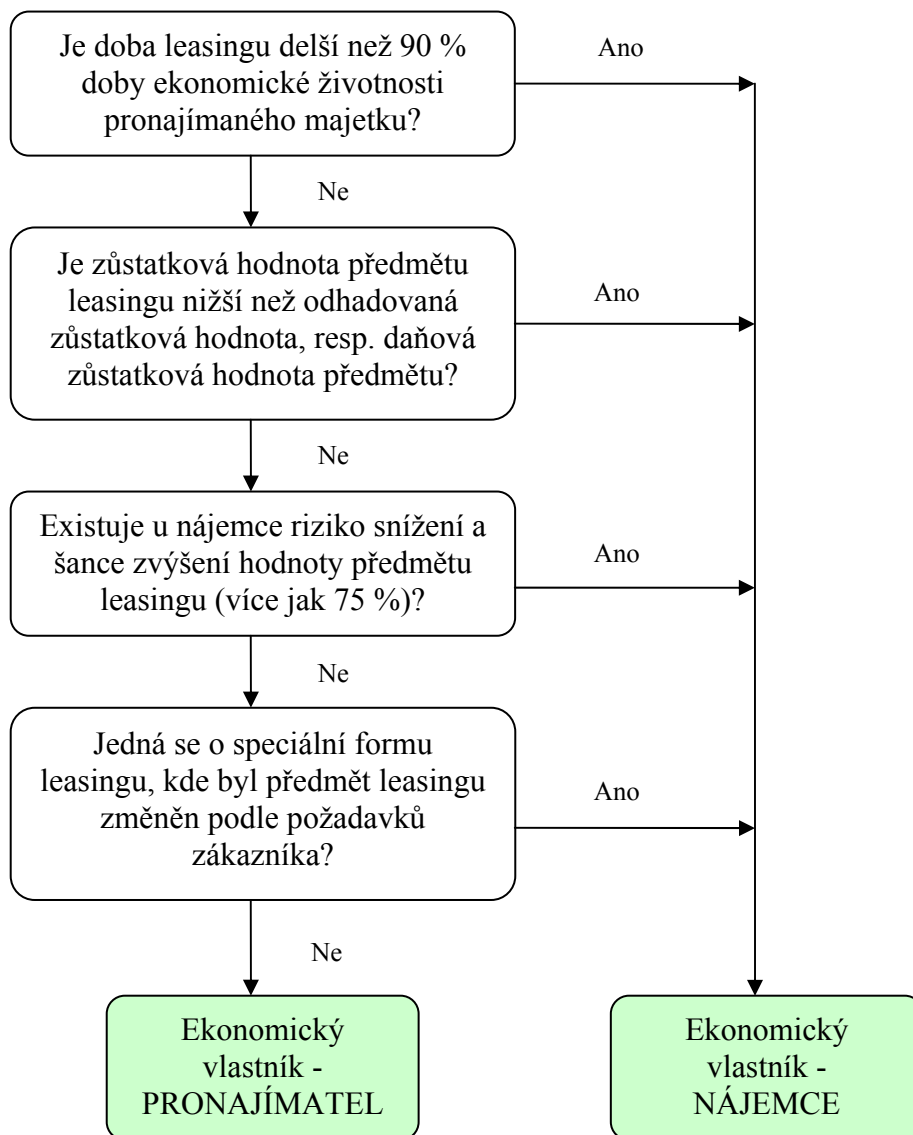 Je doba leasingu delší než 90 %
doby ekonomické životnosti
pronajímaného majetku?
Ano
Ne
Je zůstatková hodnota předmětu
leasingu nižší než odhadovaná
zůstatková hodnota, resp. daňová
zůstatková hodnota předmětu?
Ano
Ne
Existuje u nájemce riziko snížení a
šance zvýšení hodnoty předmětu
leasingu (více jak 75 %)?
Ano
Ne
Jedná se o speciální formu
leasingu, kde byl předmět leasingu
změněn podle požadavků
zákazníka?
Ano
Ne
Ekonomický
vlastník -
PRONAJÍMATEL
Ekonomický
vlastník -
NÁJEMCE